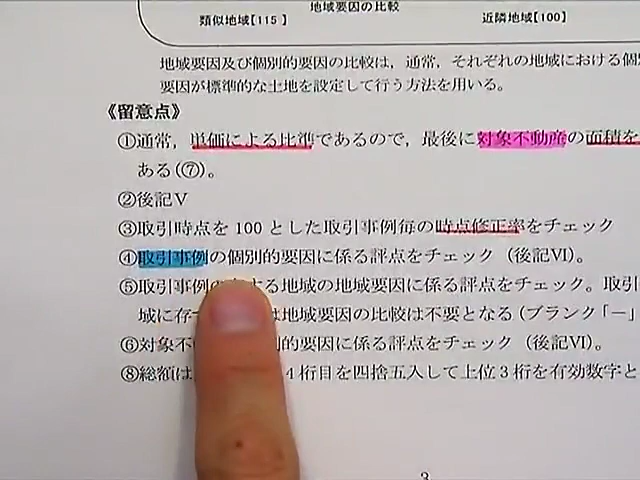 地域要因の比較
類似地域【115】 近隣地域【100】
地域要因及び個別的要因の比較は，通常，それぞれの地域における個別
要因が標準的な土地を設定して行う方法を用いる。
《留意点》
①通常，単価による比準であるので，最後に対象不動産の面積を
ある（⑦）。
②後記Ⅴ
③取引時点を 100 とした取引事例毎の時点修正率をチェック
④取引事例の個別的要因に係る評点をチェック（後記Ⅵ）。
⑤取引事例の する地域の地域要因に係る評点をチェック。取引
域に存 は地域要因の比較は不要となる（ブランク「－」
⑥対象不 的要因に係る評点をチェック（後記Ⅵ）。
⑧総額は 4 桁目を四捨五入して上位 3 桁を有効数字と
3